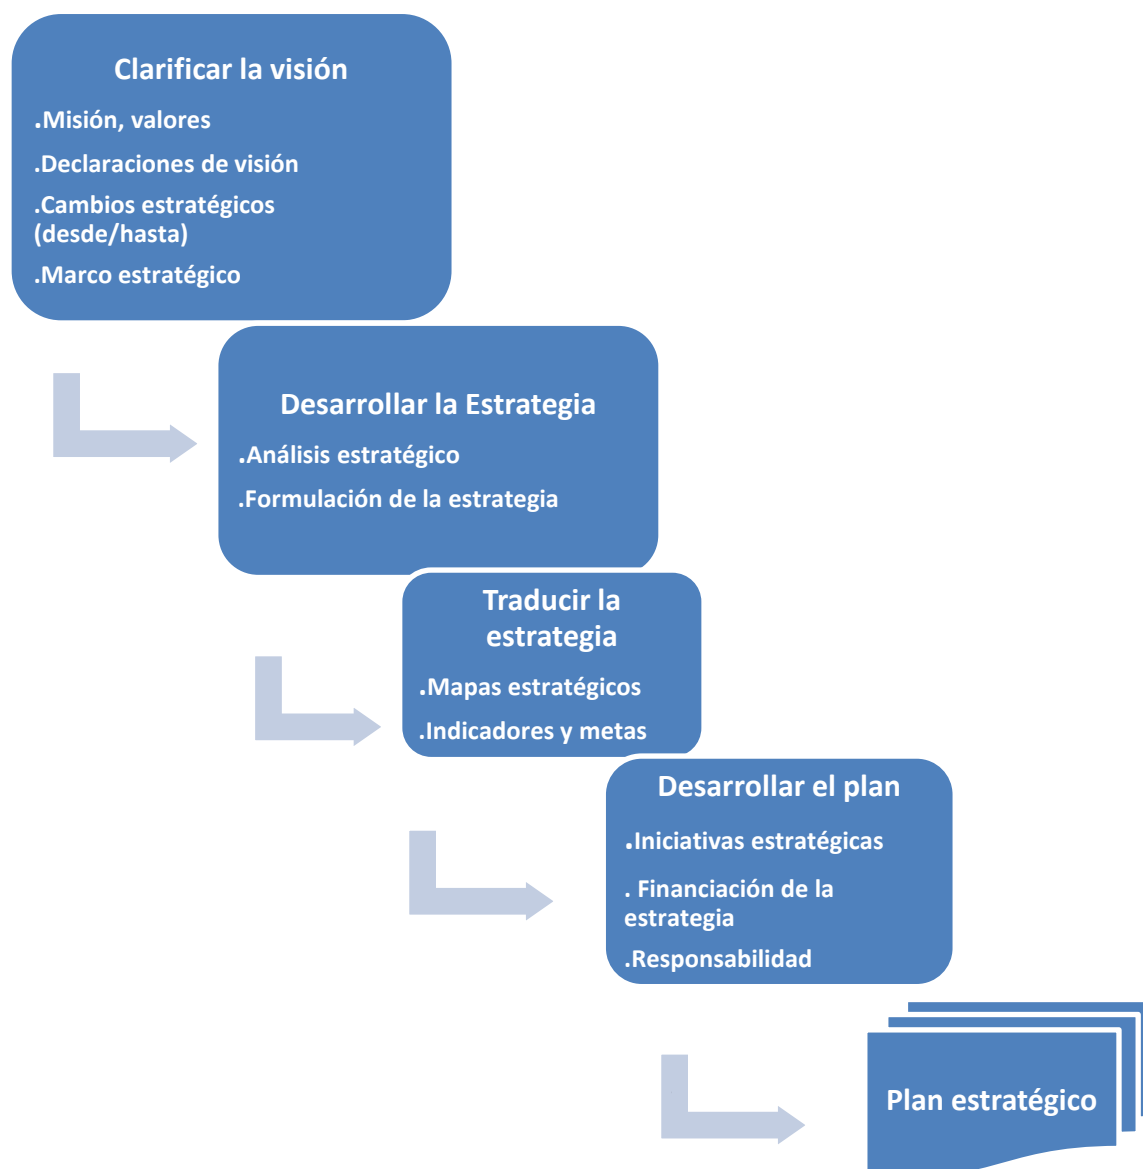 Clarificar la visión
.Misión, valores
.Declaraciones de visión
.Cambios estratégicos
(desde/hasta)
.Marco estratégico
Desarrollar la Estrategia
.Análisis estratégico
.Formulación de la estrategia
Traducir la
estrategia
.Mapas estratégicos
.Indicadores y metas
Desarrollar el plan
.Iniciativas estratégicas
. Financiación de la
estrategia
.Responsabilidad
Plan estratégico